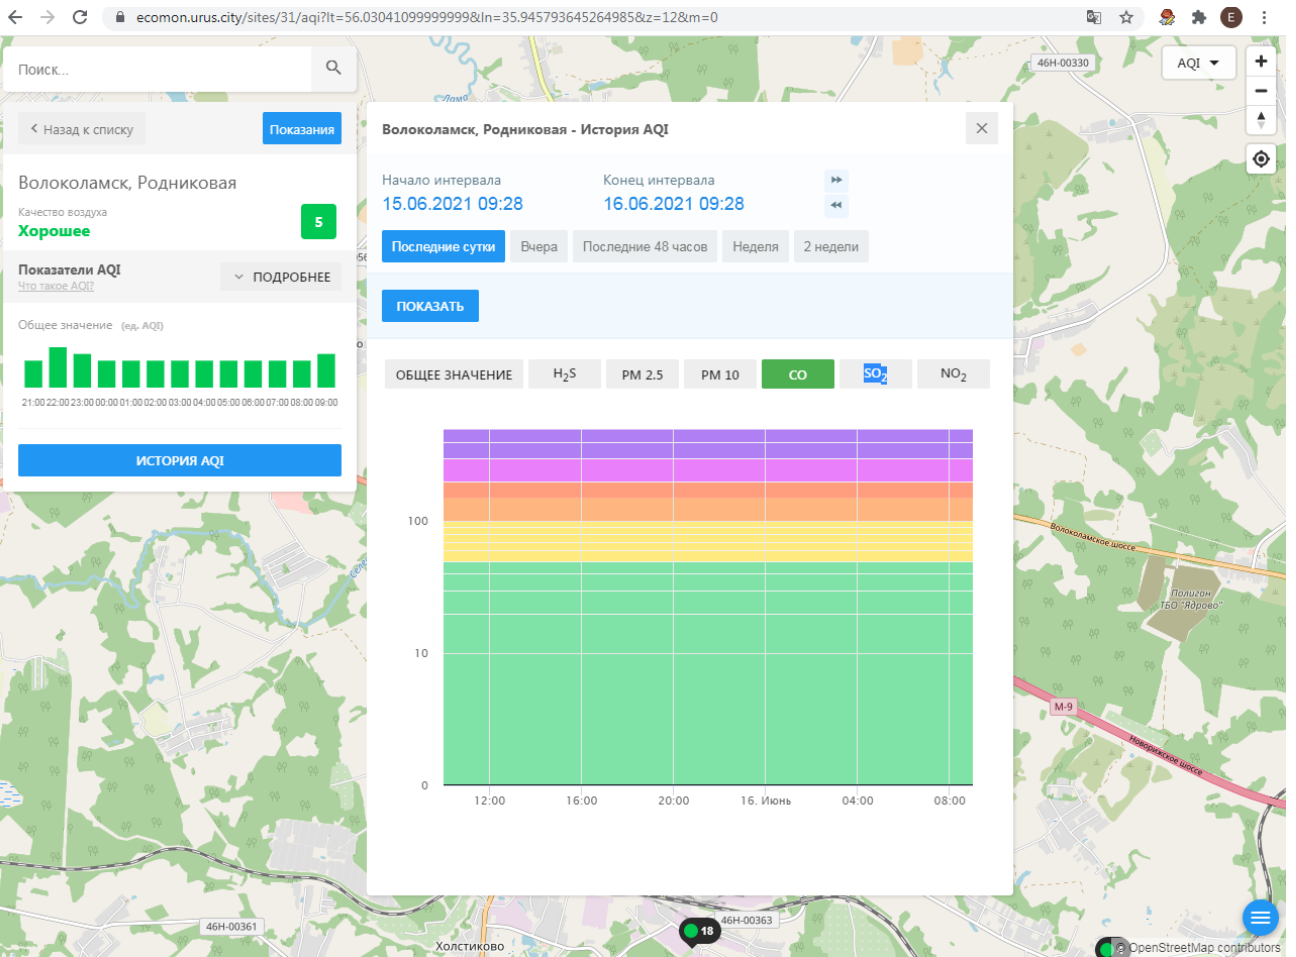 ecomon.urus.city/sites/31/aqi?lt=56.03041099999999&ln=35.945793645264985&z=12&m=0
E
Поиск...
46Н-00330
AQI
Лама
Назад к списку
Показания
Волоколамск, Родниковая
Качество воздуха
Хорошее
5
Показатели AQI
Что такое AQI?
ПОДРОБНЕЕ
Общее значение (ед. AQI)
21:00 22:00 23:00 00:00 01:00 02:00 03:00 04:00 05:00 06:00 07:00 08:00 09:00
ИСТОРИЯ AQI
Волоколамск, Родниковая - История AQI
Начало интервала
15.06.2021 09:28
Конец интервала
16.06.2021 09:28
Последние сутки
Вчера
Последние 48 часов
Неделя
2 недели
ПОКАЗАТЬ
ОБЩЕЕ ЗНАЧЕНИЕ
H2S
PM 2.5
PM 10
CO
SO2
NO2
100
10
0
12:00 16:00 20:00 16. Июнь 04:00 08:00
Волоколамское шоссе
Полигон
ТБО "Ядрово"
М-9
Новорижское шоссе
46Н-00361
Холстиково
18
46Н-00363
© OpenStreetMap contributors